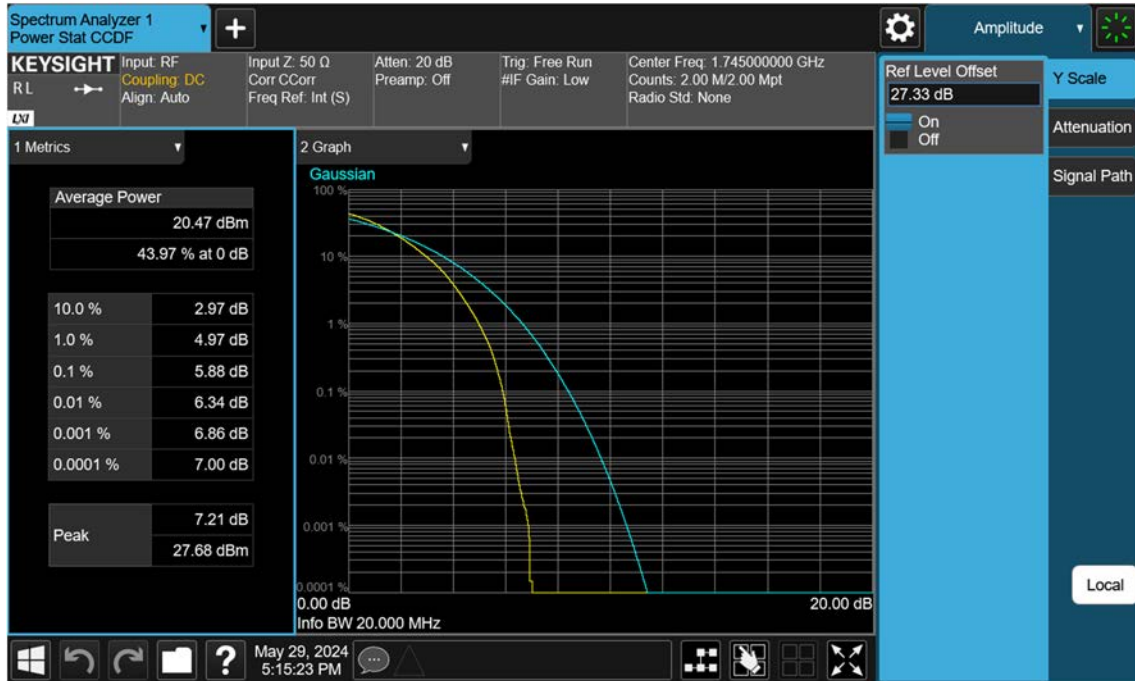 Spectrum Analyzer 1
Power Stat CCDF
+
Amplitude
KEYSIGHT
RL
LXI
Input: RF
Coupling: DC
Align: Auto
Input Z: 50 Ω
Corr CCorr
Freq Ref: Int (S)
Atten: 20 dB
Preamp: Off
Trig: Free Run
#IF Gain: Low
Center Freq: 1.745000000 GHz
Counts: 2.00 M/2.00 Mpt
Radio Std: None
Ref Level Offset
27.33 dB
On
Off
Y Scale
Attenuation
Signal Path
1 Metrics
Average Power
20.47 dBm
43.97 % at 0 dB
10.0 % 2.97 dB
1.0 % 4.97 dB
0.1 % 5.88 dB
0.01 % 6.34 dB
0.001 % 6.86 dB
0.0001 % 7.00 dB
Peak
7.21 dB
27.68 dBm
2 Graph
Gaussian
100 %
10 %
1 %
0.1 %
0.01 %
0.001 %
0.0001 %
0.00 dB 20.00 dB
Info BW 20.000 MHz
Local
?
May 29, 2024
5:15:23 PM